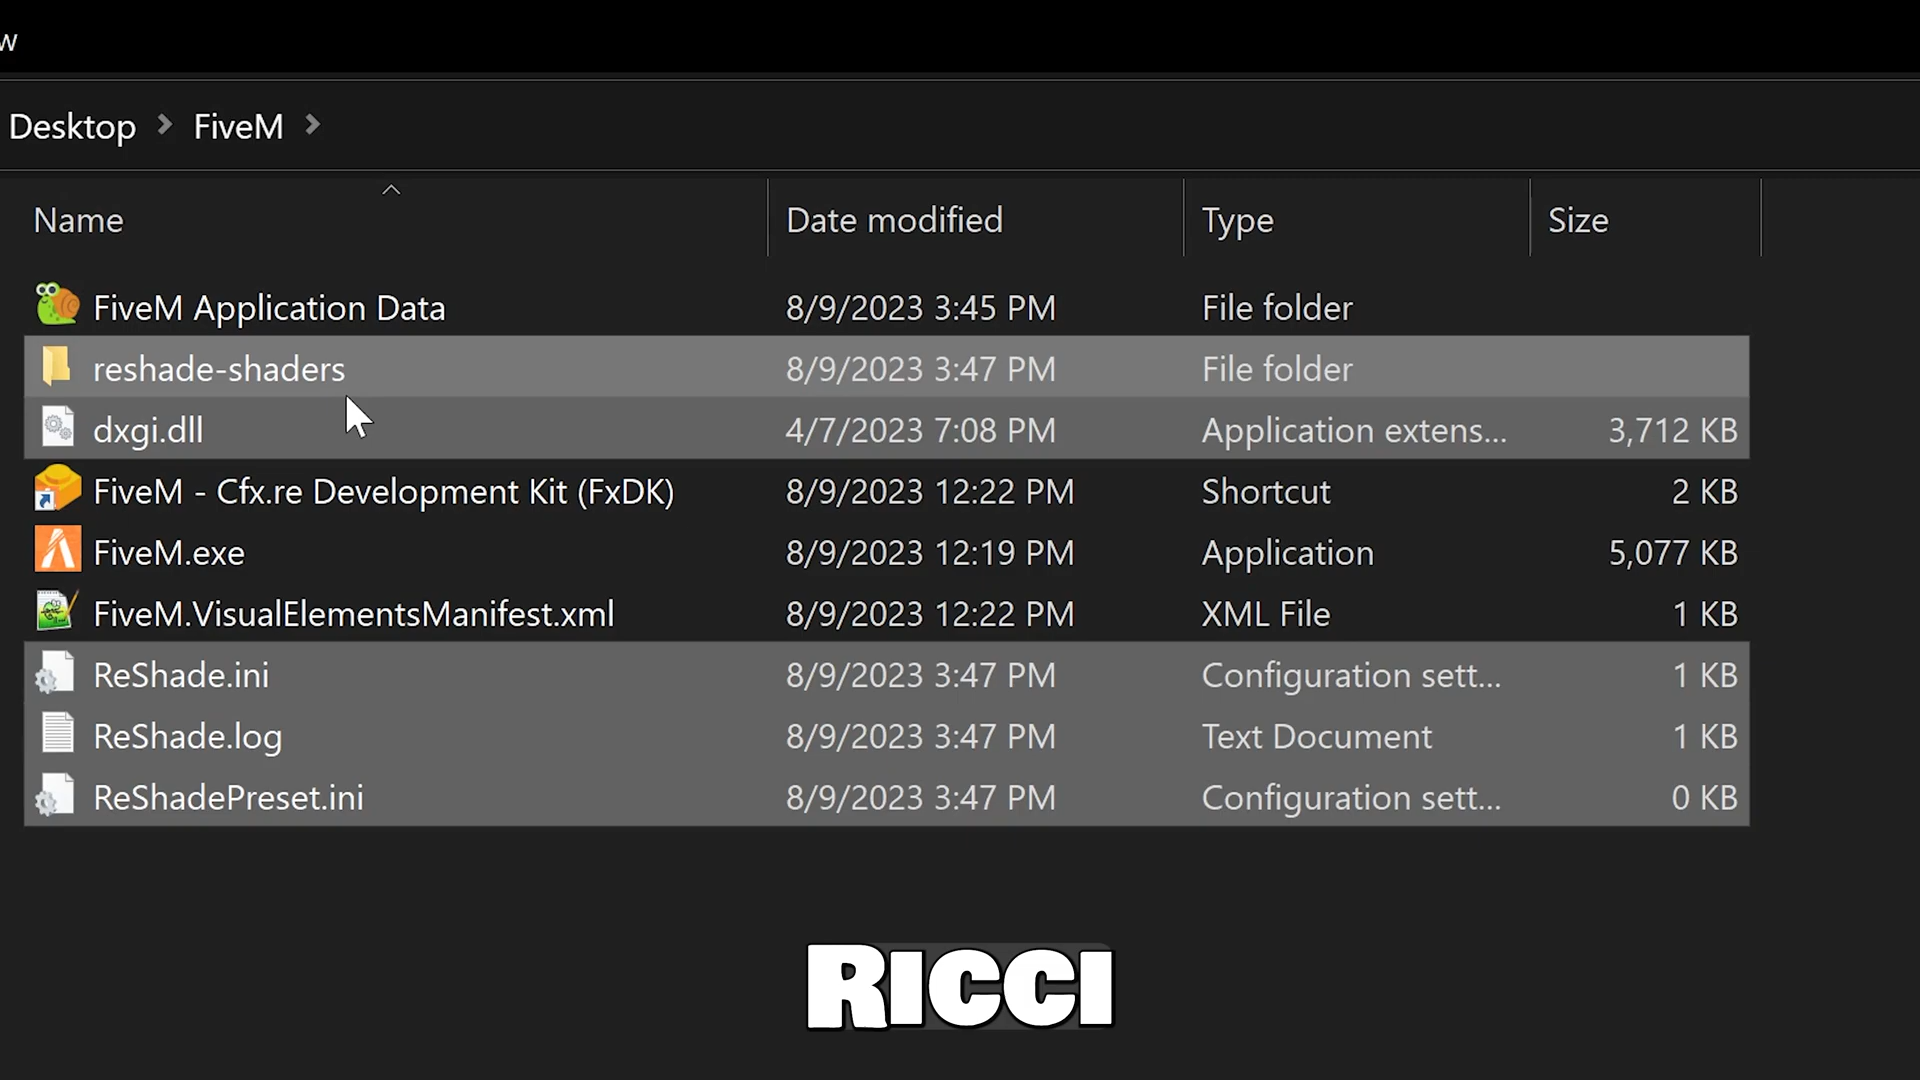 w
Desktop > FiveM >
Name Date modified Type Size
FiveM Application Data 8/9/2023 3:45 PM File folder
reshade-shaders 8/9/2023 3:47 PM File folder
dxgi.dll 4/7/2023 7:08 PM Application extens... 3,712 KB
FiveM - Cfx.re Development Kit (FxDK) 8/9/2023 12:22 PM Shortcut 2 KB
FiveM.exe 8/9/2023 12:19 PM Application 5,077 KB
FiveM.VisualElementsManifest.xml 8/9/2023 12:22 PM XML File 1 KB
ReShade.ini 8/9/2023 3:47 PM Configuration sett... 1 KB
ReShade.log 8/9/2023 3:47 PM Text Document 1 KB
ReShadePreset.ini 8/9/2023 3:47 PM Configuration sett... 0 KB
RICCI